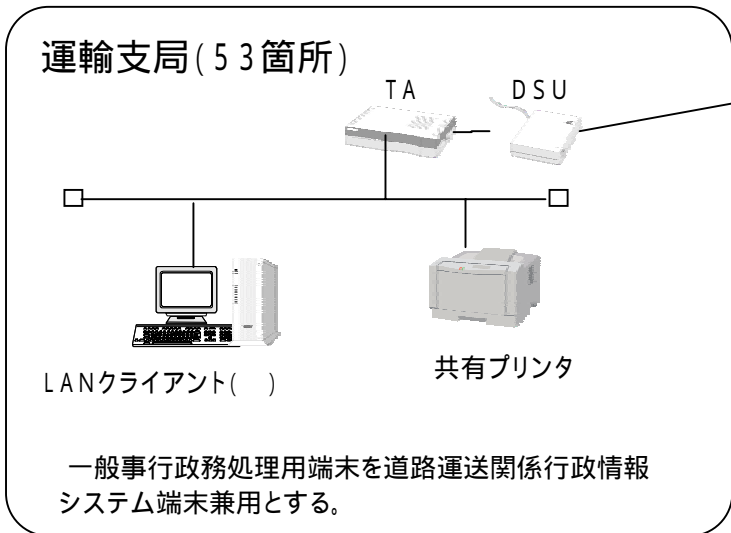 運輸支局(53箇所)
TA DSU
LANクライアント( )
共有プリンタ
一般事行政務処理用端末を道路運送関係行政情報
システム端末兼用とする。